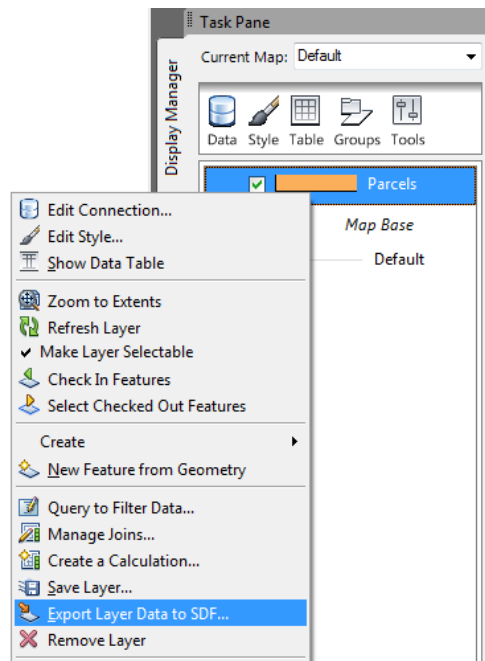 Task Pane
Current Map: Default
Display Manager
Data Style Table Groups Tools
Parcels
Map Base
Default
Edit Connection...
Edit Style...
Show Data Table
Zoom to Extents
Refresh Layer
Make Layer Selectable
Check In Features
Select Checked Out Features
Create
New Feature from Geometry
Query to Filter Data...
Manage Joins...
Create a Calculation...
Save Layer...
Export Layer Data to SDF...
Remove Layer